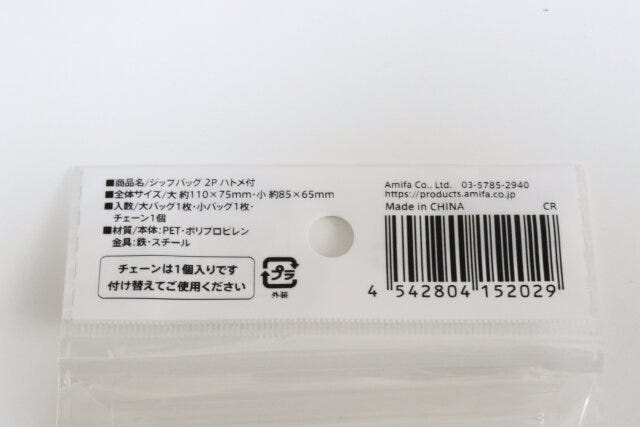 ■商品名/ジップバッグ 2P ハトメ付
■全体サイズ/大 約110×75mm・小 約85×65mm
■入数/大バッグ1枚・小バッグ1枚・
チェーン1個
■材質/本体:PET・ポリプロピレン
金具:鉄・スチール
チェーンは1個入りです
付け替えてご使用ください
プラ
外装
Amifa Co., Ltd. 03-5785-2940
https://products.amifa.co.jp
Made in CHINA CR
4 542804 152029